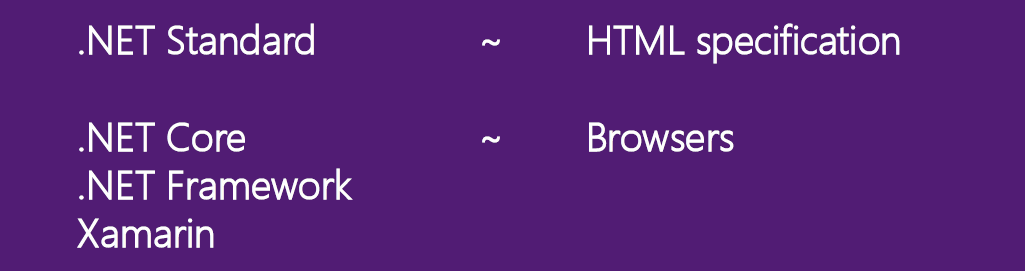 .NET Standard ~ HTML specification
.NET Core ~ Browsers
.NET Framework
Xamarin